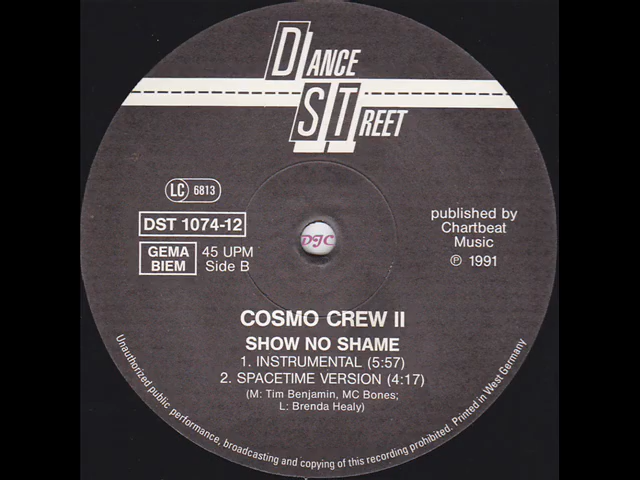 DANCE
STREET
LC 6813
DST 1074-12
GEMA
BIEM
45 UPM
Side B
DJC
published by
Chartbeat
Music
℗ 1991
COSMO CREW II
SHOW NO SHAME
1. INSTRUMENTAL (5:57)
2. SPACETIME VERSION (4:17)
(M: Tim Benjamin, MC Bones;
L: Brenda Healy)
Unauthorized public performance, broadcasting and copying of this recording prohibited. Printed in West Germany